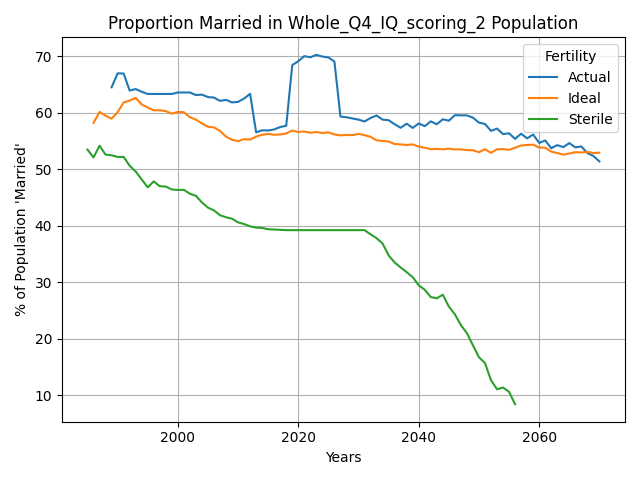 Proportion Married in Whole_Q4_IQ_scoring_2 Population
% of Population 'Married'
70
60
50
40
30
20
10
Fertility
Actual
Ideal
Sterile
2000 2020 2040 2060
Years